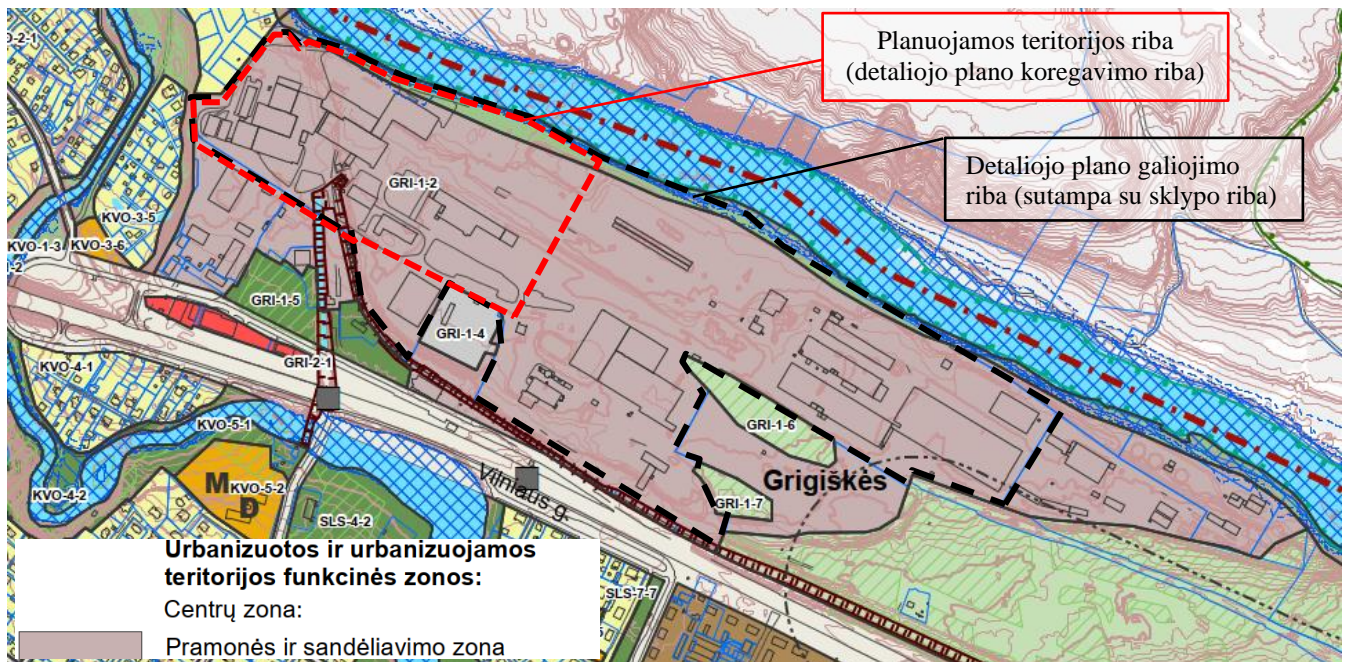 Planuojamos teritorijos riba
(detaliojo plano koregavimo riba)
Detaliojo plano galiojimo
riba (sutampa su sklypo riba)
GRI-1-2
KVO-3-5
KVO-1-3
KVO-3-6
GRI-1-5
GRI-1-4
GRI-2-1
KVO-4-1
GRI-1-6
KVO-5-1
Grigiškės
Vilniaus g.
KVO-4-2
M
KVO-5-2
Đ
GRI-1-7
SLS-4-2
SLS-7-7
Urbanizuotos ir urbanizuojamos
teritorijos funkcinės zonos:
Centrų zona:
Pramonės ir sandėliavimo zona